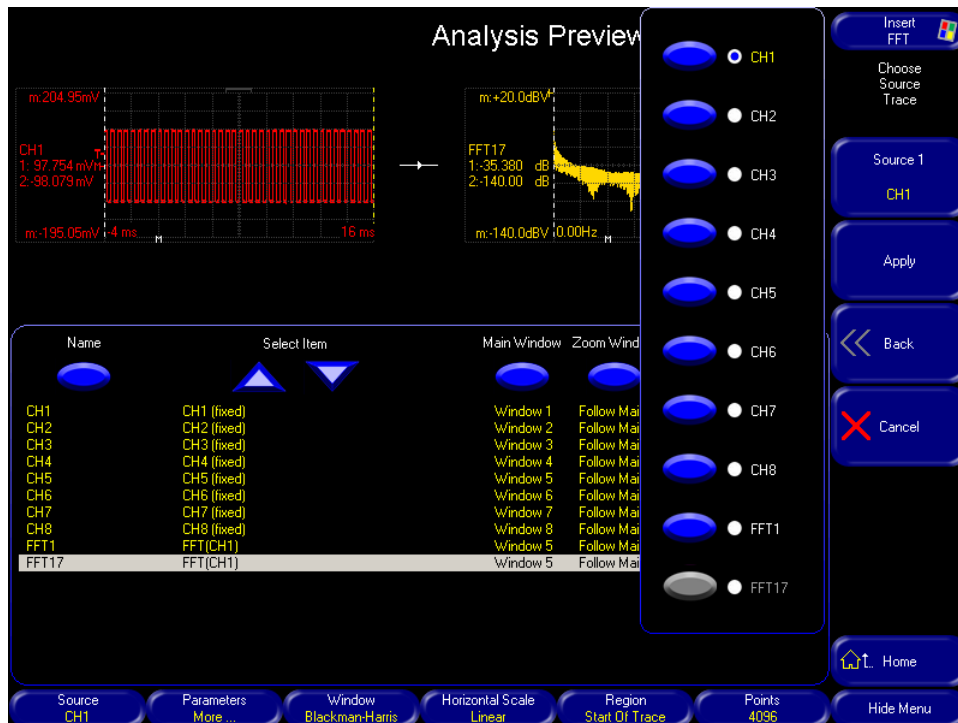 Analysis Preview
m:204.95mV
CH1
1: 97.754 mV
2:-98.079 mV
m:-195.05mV
-4 ms
16 ms
M
m:+20.0dBV
FFT17
1:-35.380 dB
2:-140.00 dB
m:-140.0dBV
0.00Hz
M
Name Select Item Main Window Zoom Wind
CH1 CH1 (fixed) Window 1 Follow Mai
CH2 CH2 (fixed) Window 2 Follow Mai
CH3 CH3 (fixed) Window 3 Follow Mai
CH4 CH4 (fixed) Window 4 Follow Mai
CH5 CH5 (fixed) Window 5 Follow Mai
CH6 CH6 (fixed) Window 6 Follow Mai
CH7 CH7 (fixed) Window 7 Follow Mai
CH8 CH8 (fixed) Window 8 Follow Mai
FFT1 FFT(CH1) Window 5 Follow Mai
FFT17 FFT(CH1) Window 5 Follow Mai
CH1
CH2
CH3
CH4
CH5
CH6
CH7
CH8
FFT1
FFT17
Insert
FFT
Choose
Source
Trace
Source 1
CH1
Apply
Back
Cancel
Home
Hide Menu
Source
CH1
Parameters
More ...
Window
Blackman-Harris
Horizontal Scale
Linear
Region
Start Of Trace
Points
4096